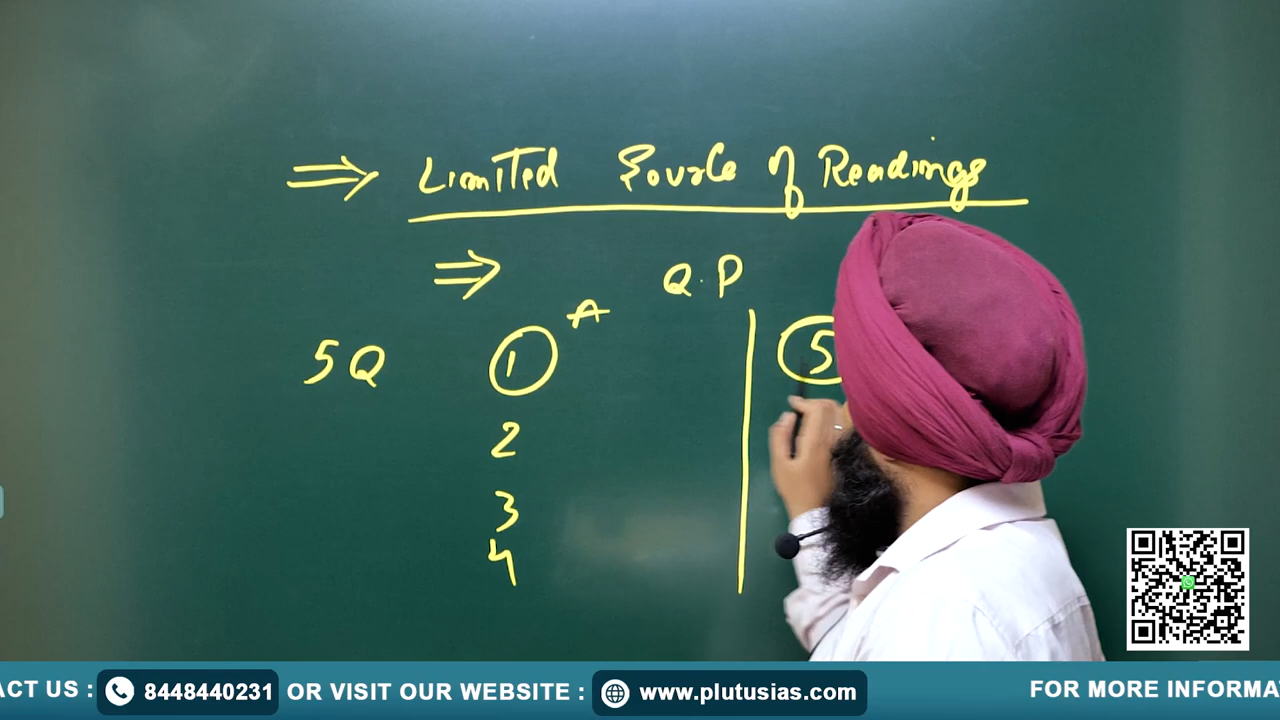 ⇒ Limited Source of Readings
⇒ Q.P
5Q 1 A 5
2
3
4
ACT US : 8448440231 OR VISIT OUR WEBSITE : www.plutusias.com FOR MORE INFORMA